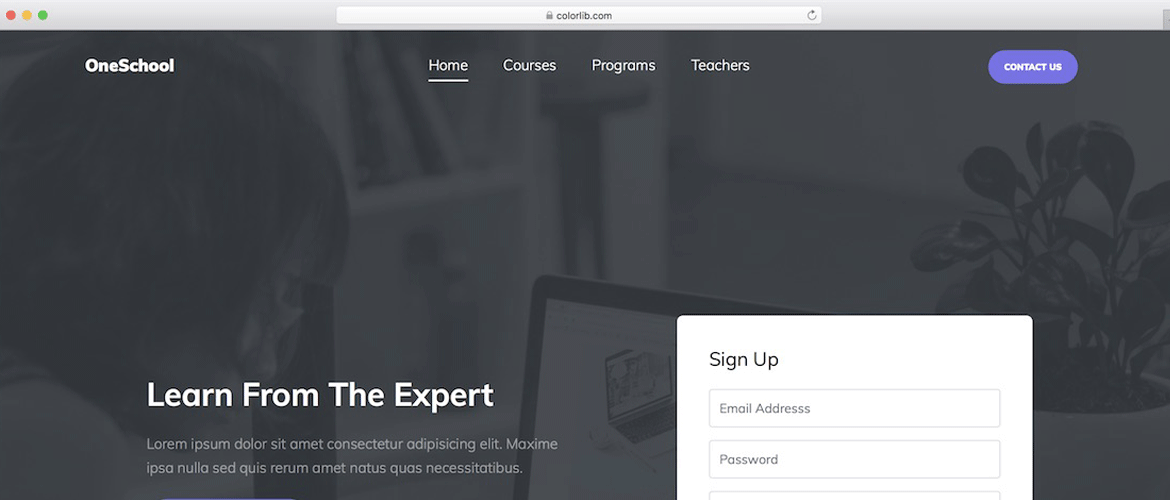 colorlib.com
OneSchool
Home
Courses
Programs
Teachers
CONTACT US
Learn From The Expert
Lorem ipsum dolor sit amet consectetur adipisicing elit. Maxime
ipsa nulla sed quis rerum amet natus quas necessitatibus.
Sign Up
Email Addresss
Password